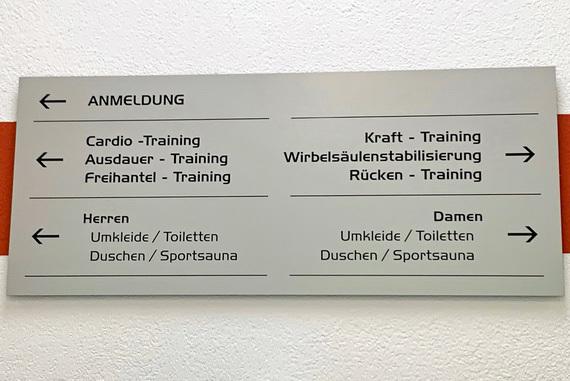 ← ANMELDUNG
← Cardio -Training
Ausdauer - Training
Freihantel - Training
Kraft - Training
Wirbelsäulenstabilisierung →
Rücken - Training
← Herren
Umkleide / Toiletten
Duschen / Sportsauna
Damen
Umkleide / Toiletten →
Duschen / Sportsauna